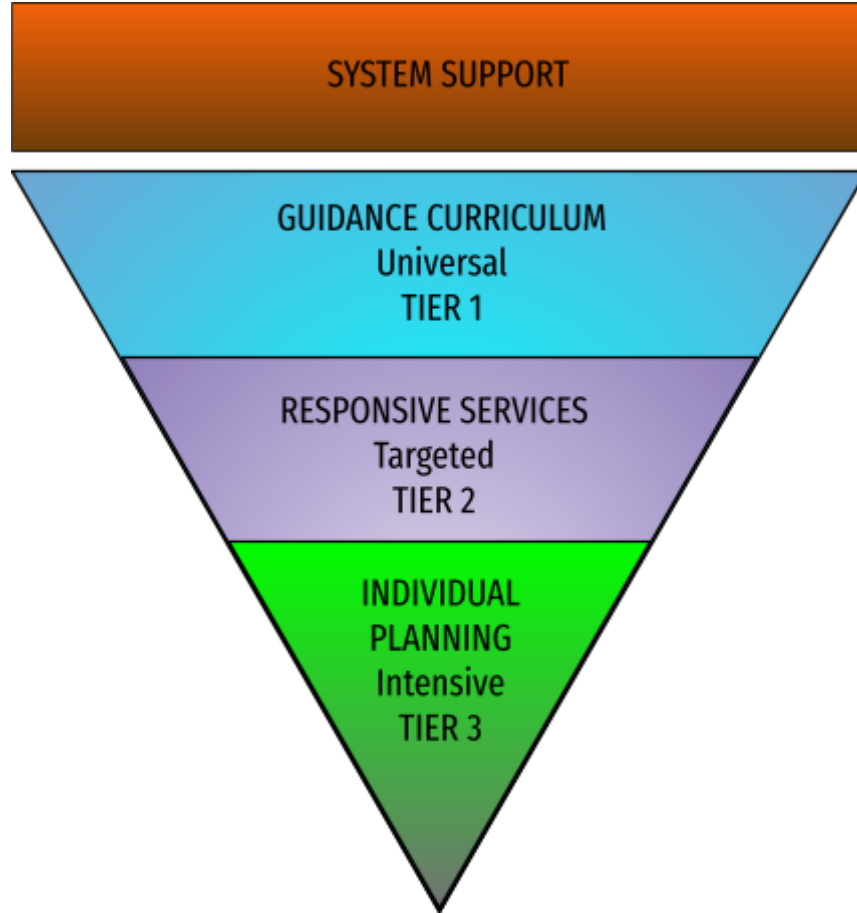 SYSTEM SUPPORT
GUIDANCE CURRICULUM
Universal
TIER 1
RESPONSIVE SERVICES
Targeted
TIER 2
INDIVIDUAL
PLANNING
Intensive
TIER 3